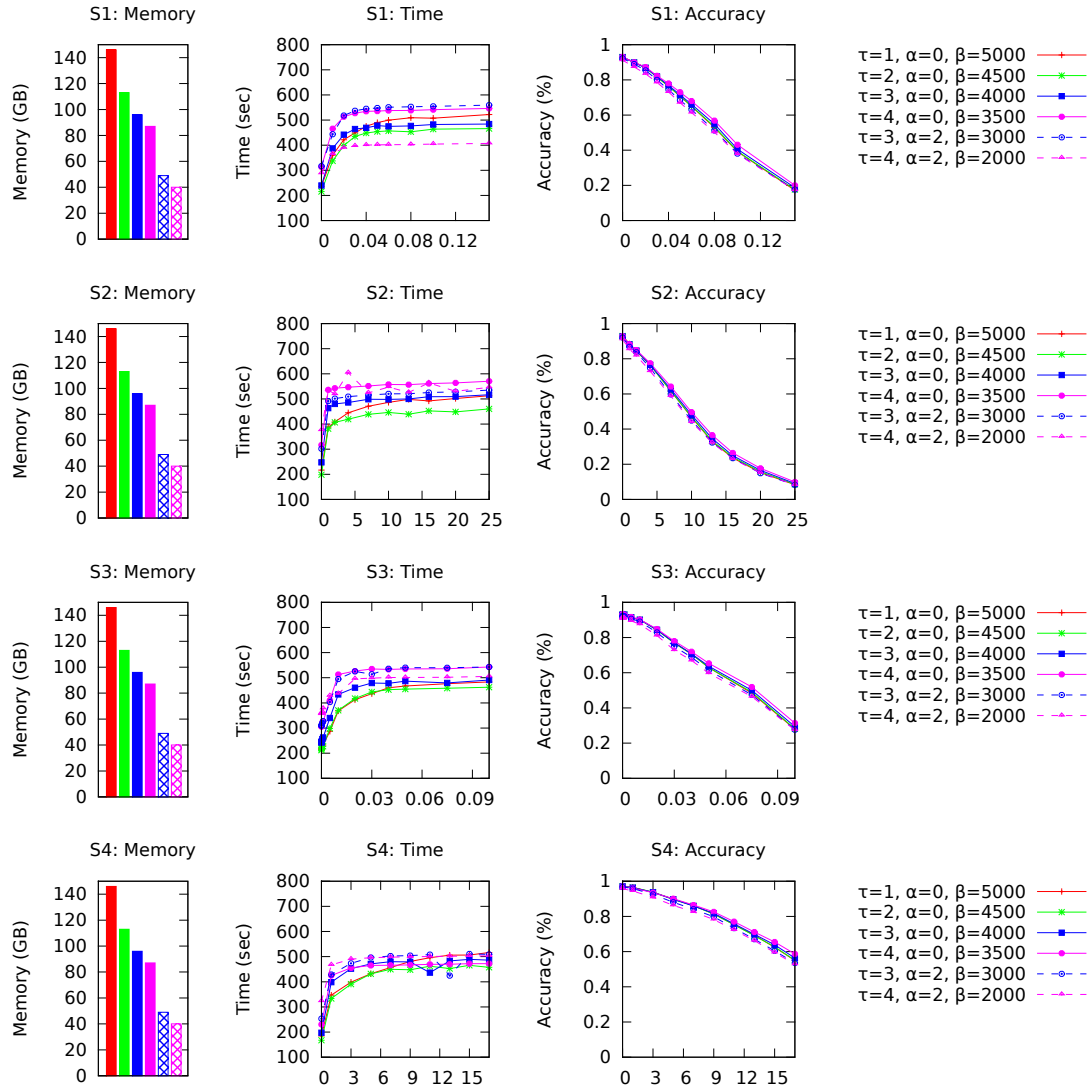 S1: Memory
Memory (GB)
140
120
100
80
60
40
20
0
S1: Time
Time (sec)
800
700
600
500
400
300
200
100
0 0.04 0.08 0.12
S1: Accuracy
Accuracy (%)
1
0.8
0.6
0.4
0.2
0
0 0.04 0.08 0.12
τ=1, α=0, β=5000
τ=2, α=0, β=4500
τ=3, α=0, β=4000
τ=4, α=0, β=3500
τ=3, α=2, β=3000
τ=4, α=2, β=2000
S2: Memory
Memory (GB)
140
120
100
80
60
40
20
0
S2: Time
Time (sec)
800
700
600
500
400
300
200
100
0 5 10 15 20 25
S2: Accuracy
Accuracy (%)
1
0.8
0.6
0.4
0.2
0
0 5 10 15 20 25
τ=1, α=0, β=5000
τ=2, α=0, β=4500
τ=3, α=0, β=4000
τ=4, α=0, β=3500
τ=3, α=2, β=3000
τ=4, α=2, β=2000
S3: Memory
Memory (GB)
140
120
100
80
60
40
20
0
S3: Time
Time (sec)
800
700
600
500
400
300
200
100
0 0.03 0.06 0.09
S3: Accuracy
Accuracy (%)
1
0.8
0.6
0.4
0.2
0
0 0.03 0.06 0.09
τ=1, α=0, β=5000
τ=2, α=0, β=4500
τ=3, α=0, β=4000
τ=4, α=0, β=3500
τ=3, α=2, β=3000
τ=4, α=2, β=2000
S4: Memory
Memory (GB)
140
120
100
80
60
40
20
0
S4: Time
Time (sec)
800
700
600
500
400
300
200
100
0 3 6 9 12 15
S4: Accuracy
Accuracy (%)
1
0.8
0.6
0.4
0.2
0
0 3 6 9 12 15
τ=1, α=0, β=5000
τ=2, α=0, β=4500
τ=3, α=0, β=4000
τ=4, α=0, β=3500
τ=3, α=2, β=3000
τ=4, α=2, β=2000